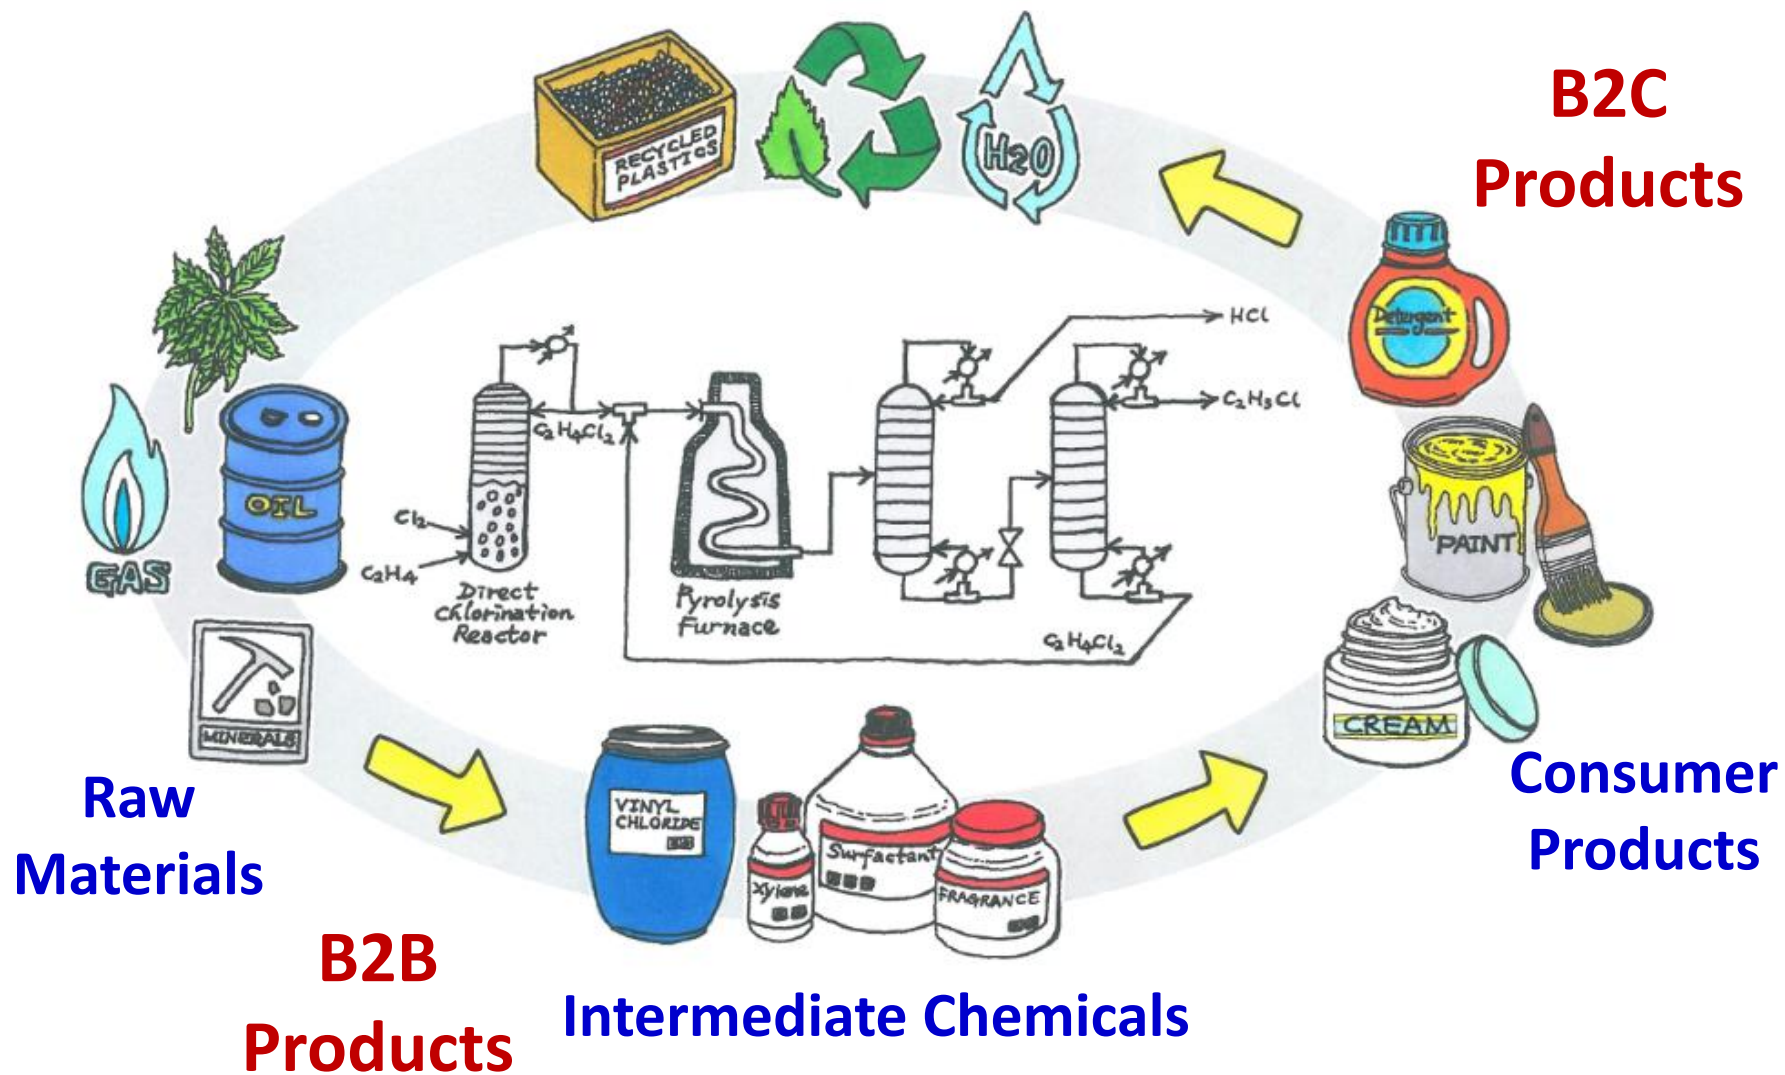 B2C
Products
RECYCLED
PLASTICS
H2O
Detergent
HCl
C2H3Cl
C2H4Cl2
OIL
GAS
Cl2
C2H4
Direct
Chlorination
Reactor
Pyrolysis
Furnace
C2H4Cl2
PAINT
CREAM
MINERALS
Raw
Materials
VINYL
CHLORIDE
Xylene
Surfactant
FRAGRANCE
Consumer
Products
B2B
Products
Intermediate Chemicals